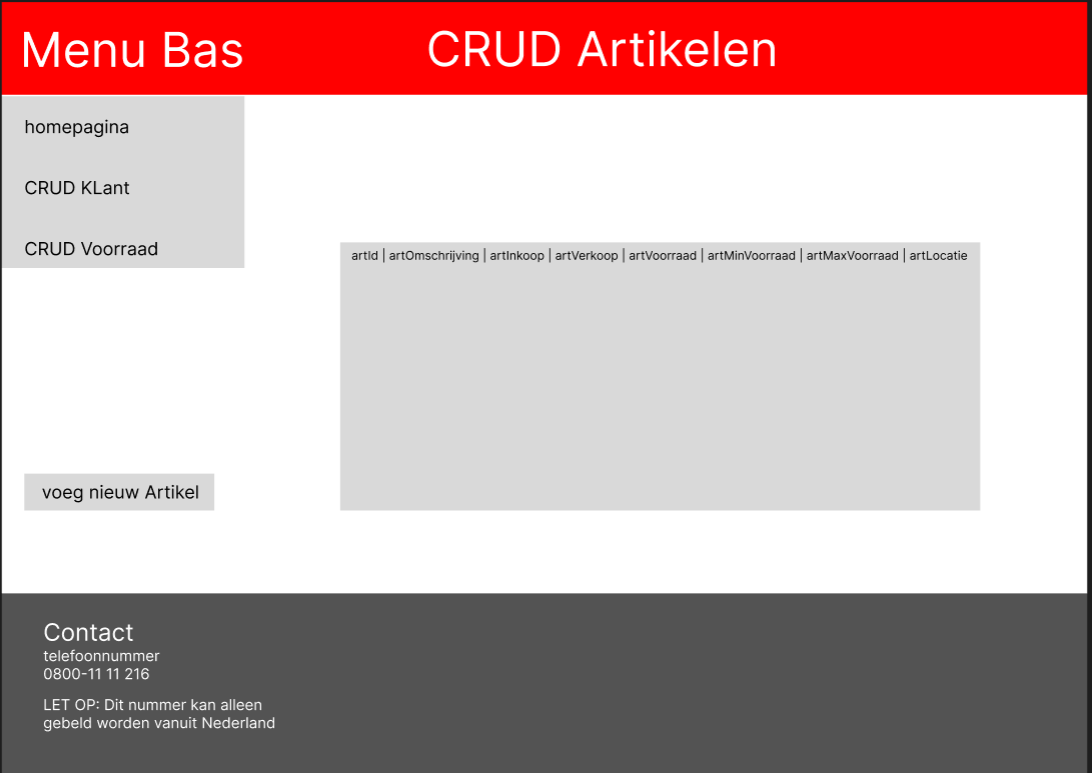 Menu Bas
CRUD Artikelen
homepagina
CRUD KLant
CRUD Voorraad
artId | artOmschrijving | artInkoop | artVerkoop | artVoorraad | artMinVoorraad | artMaxVoorraad | artLocatie
voeg nieuw Artikel
Contact
telefoonnummer
0800-11 11 216
LET OP: Dit nummer kan alleen
gebeld worden vanuit Nederland